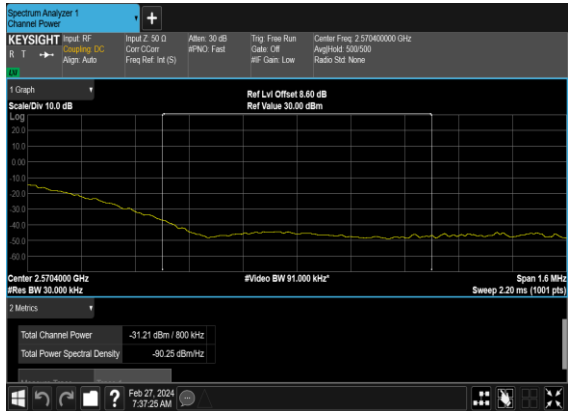 Spectrum Analyzer 1
Channel Power
KEYSIGHT
R T
LXI
Input: RF
Coupling: DC
Align: Auto
Input Z: 50 Ω
Corr CCorr
Freq Ref: Int (S)
Atten: 30 dB
#PNO: Fast
Trig: Free Run
Gate: Off
#IF Gain: Low
Center Freq: 2.570400000 GHz
Avg|Hold: 500/500
Radio Std: None
1 Graph
Scale/Div 10.0 dB
Ref Lvl Offset 8.60 dB
Ref Value 30.00 dBm
Log
20.0
10.0
0.00
-10.0
-20.0
-30.0
-40.0
-50.0
-60.0
Center 2.5704000 GHz
#Res BW 30.000 kHz
#Video BW 91.000 kHz*
Span 1.6 MHz
Sweep 2.20 ms (1001 pts)
2 Metrics
Total Channel Power -31.21 dBm / 800 kHz
Total Power Spectral Density -90.25 dBm/Hz
Feb 27, 2024
7:37:25 AM